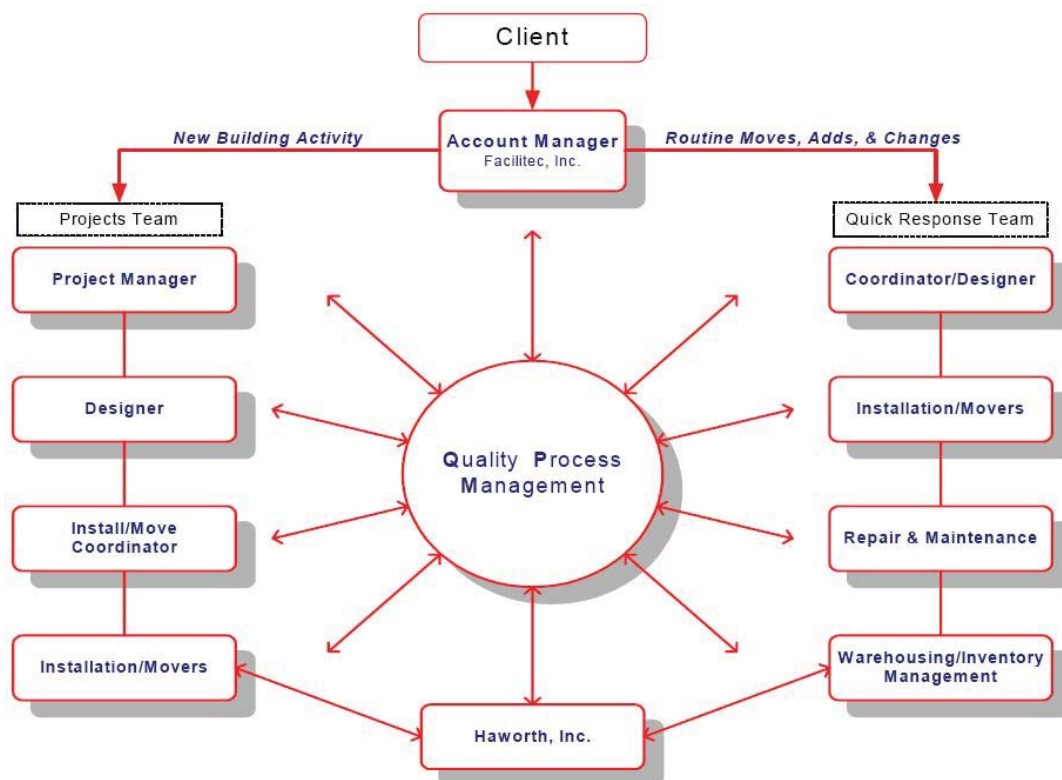 Client
New Building Activity
Account Manager
Facilitec, Inc.
Routine Moves, Adds, & Changes
Projects Team
Quick Response Team
Project Manager
Coordinator/Designer
Designer
Installation/Movers
Quality Process
Management
Install/Move
Coordinator
Repair & Maintenance
Installation/Movers
Warehousing/Inventory
Management
Haworth, Inc.